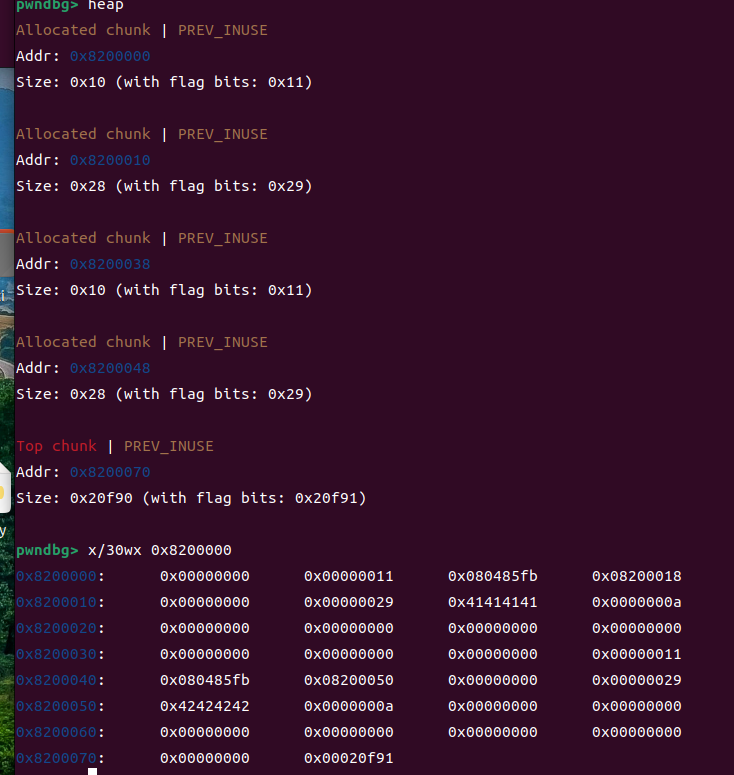 pwndbg> heap
Allocated chunk | PREV_INUSE
Addr: 0x8200000
Size: 0x10 (with flag bits: 0x11)
Allocated chunk | PREV_INUSE
Addr: 0x8200010
Size: 0x28 (with flag bits: 0x29)
Allocated chunk | PREV_INUSE
Addr: 0x8200038
Size: 0x10 (with flag bits: 0x11)
Allocated chunk | PREV_INUSE
Addr: 0x8200048
Size: 0x28 (with flag bits: 0x29)
Top chunk | PREV_INUSE
Addr: 0x8200070
Size: 0x20f90 (with flag bits: 0x20f91)
pwndbg> x/30wx 0x8200000
0x8200000: 0x00000000 0x00000011 0x080485fb 0x08200018
0x8200010: 0x00000000 0x00000029 0x41414141 0x0000000a
0x8200020: 0x00000000 0x00000000 0x00000000 0x00000000
0x8200030: 0x00000000 0x00000000 0x00000000 0x00000011
0x8200040: 0x080485fb 0x08200050 0x00000000 0x00000029
0x8200050: 0x42424242 0x0000000a 0x00000000 0x00000000
0x8200060: 0x00000000 0x00000000 0x00000000 0x00000000
0x8200070: 0x00000000 0x00020f91